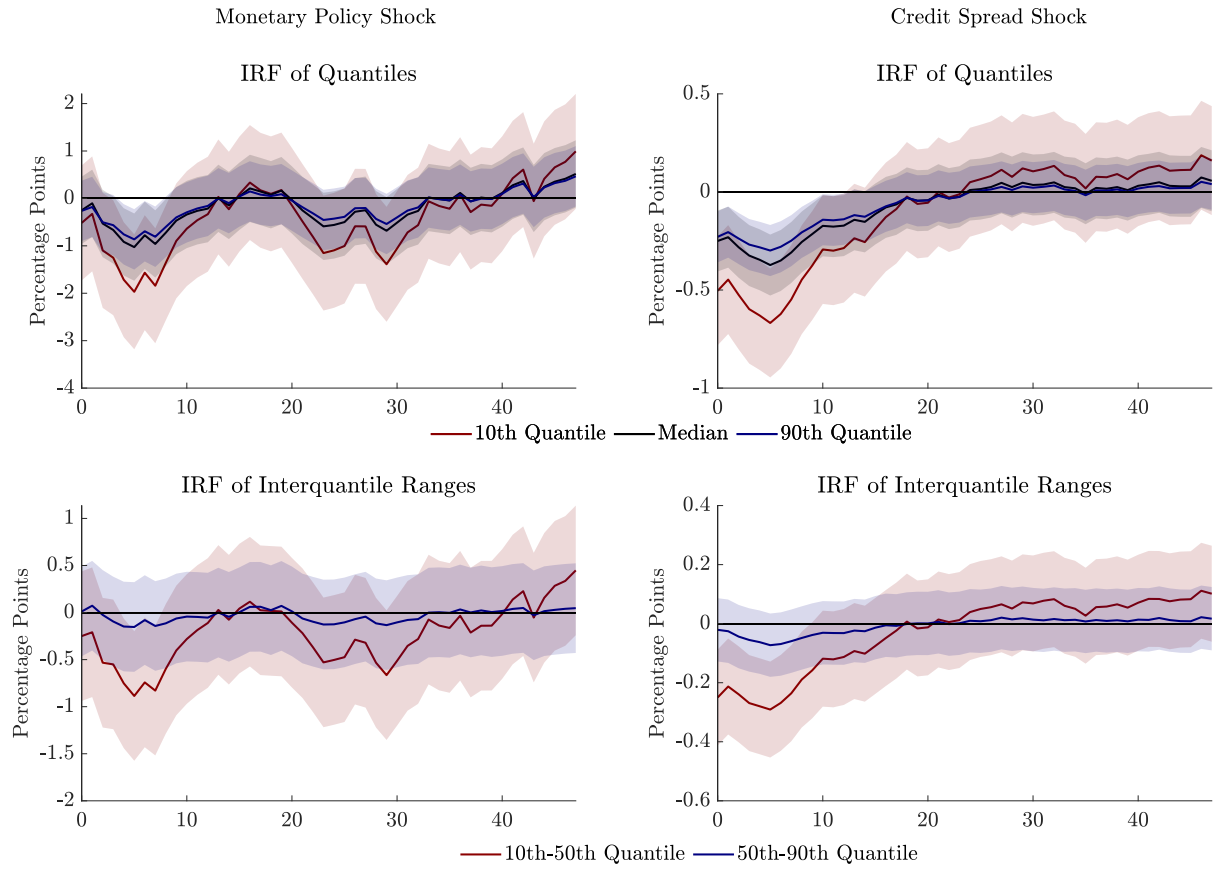 Monetary Policy Shock
Credit Spread Shock
IRF of Quantiles
IRF of Quantiles
Percentage Points
2
1
0
-1
-2
-3
-4
0 10 20 30 40
Percentage Points
0.5
0
-0.5
-1
0 10 20 30 40
10th Quantile Median 90th Quantile
IRF of Interquantile Ranges
IRF of Interquantile Ranges
Percentage Points
1
0.5
0
-0.5
-1
-1.5
-2
0 10 20 30 40
Percentage Points
0.4
0.2
0
-0.2
-0.4
-0.6
0 10 20 30 40
10th-50th Quantile 50th-90th Quantile